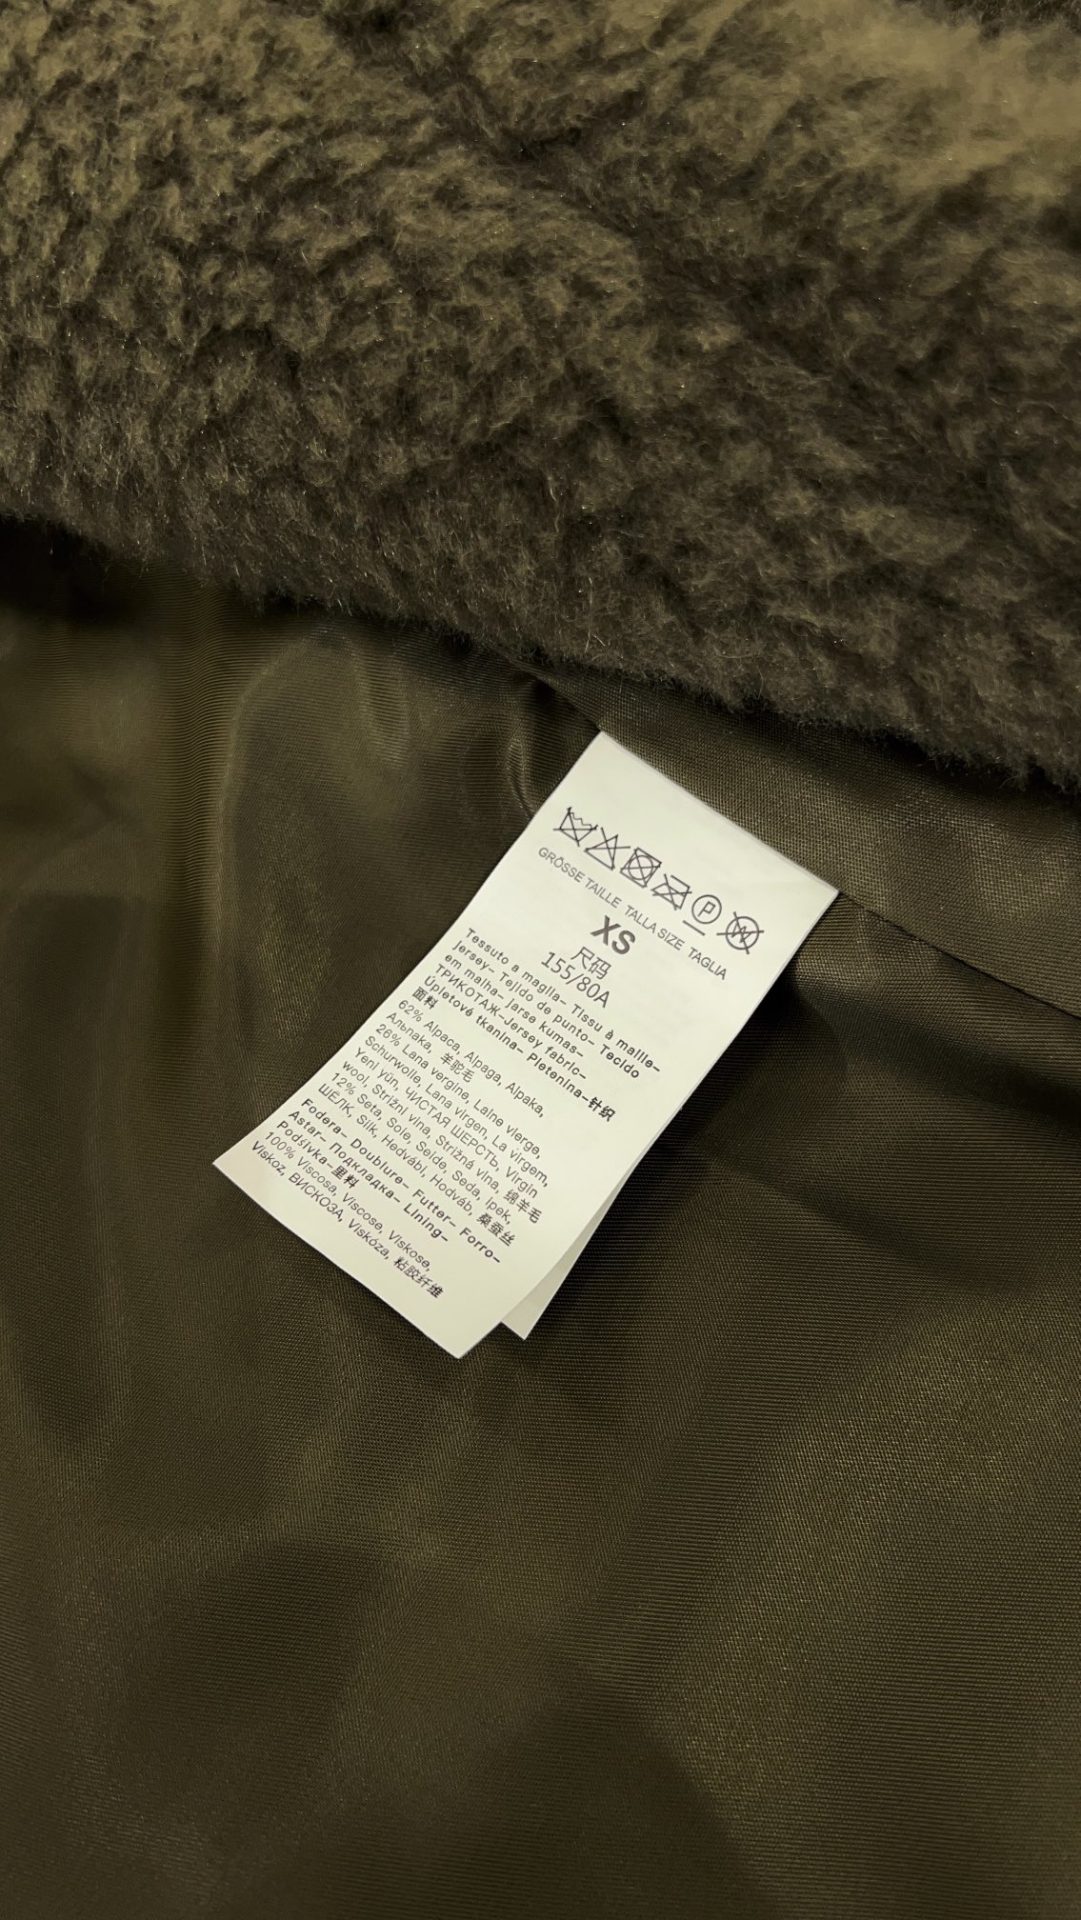 P W
GRÖSSE TAILLE TALLA SIZE TAGLIA
XS
尺码
155/80A
Tessuto a maglia- Tissu à maille-
jersey- Tejido de punto- Tecido
em malha- jarse kumas-
ТРИКОТАЖ-Jersey fabric-
Úpletové tkanina- Pletenina-针织
面料
62% Alpaca, Alpaga, Alpaka,
Альпака, 羊驼毛
26% Lana vergine, Laine vierge,
Schurwolle, Lana virgen, La virgem,
Yeni yün, ЧИСТАЯ ШЕРСТЬ, Virgin
wool, Střižní vlna, Strižná vlna, 绵羊毛
12% Seta, Soie, Seide, Seda, Ipek,
ШЁЛК, Silk, Hedvábí, Hodváb, 桑蚕丝
Fodera- Doublure- Futter- Forro-
Astar- Подкладка- Lining-
Podšívka-里料
100% Viscosa, Viscose, Viskose,
Viskoz, ВИСКОЗА, Viskóza, 粘胶纤维